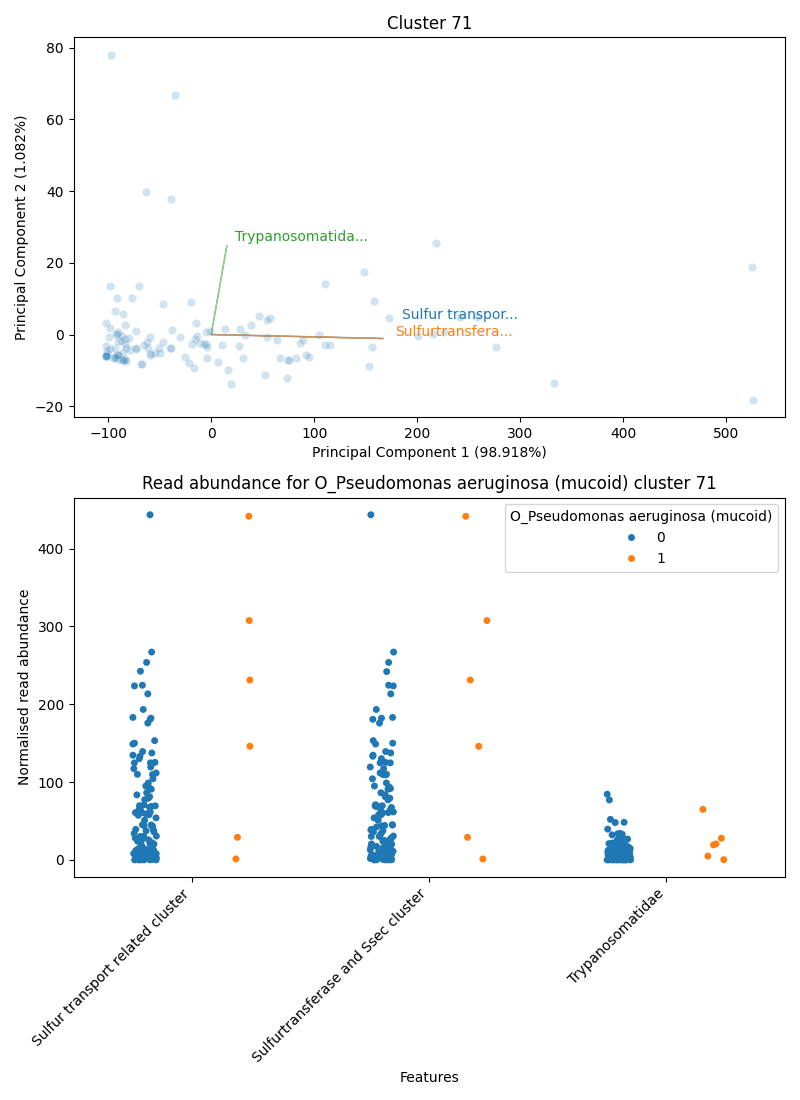 Cluster 71
80
60
40
20
0
−20
Principal Component 2 (1.082%)
Trypanosomatida...
Sulfur transpor...
Sulfurtransfera...
−100
0
100
200
300
400
500
Principal Component 1 (98.918%)
Read abundance for O_Pseudomonas aeruginosa (mucoid) cluster 71
O_Pseudomonas aeruginosa (mucoid)
0
1
400
300
200
100
0
Normalised read abundance
Sulfur transport related cluster
Sulfurtransferase and Ssec cluster
Trypanosomatidae
Features